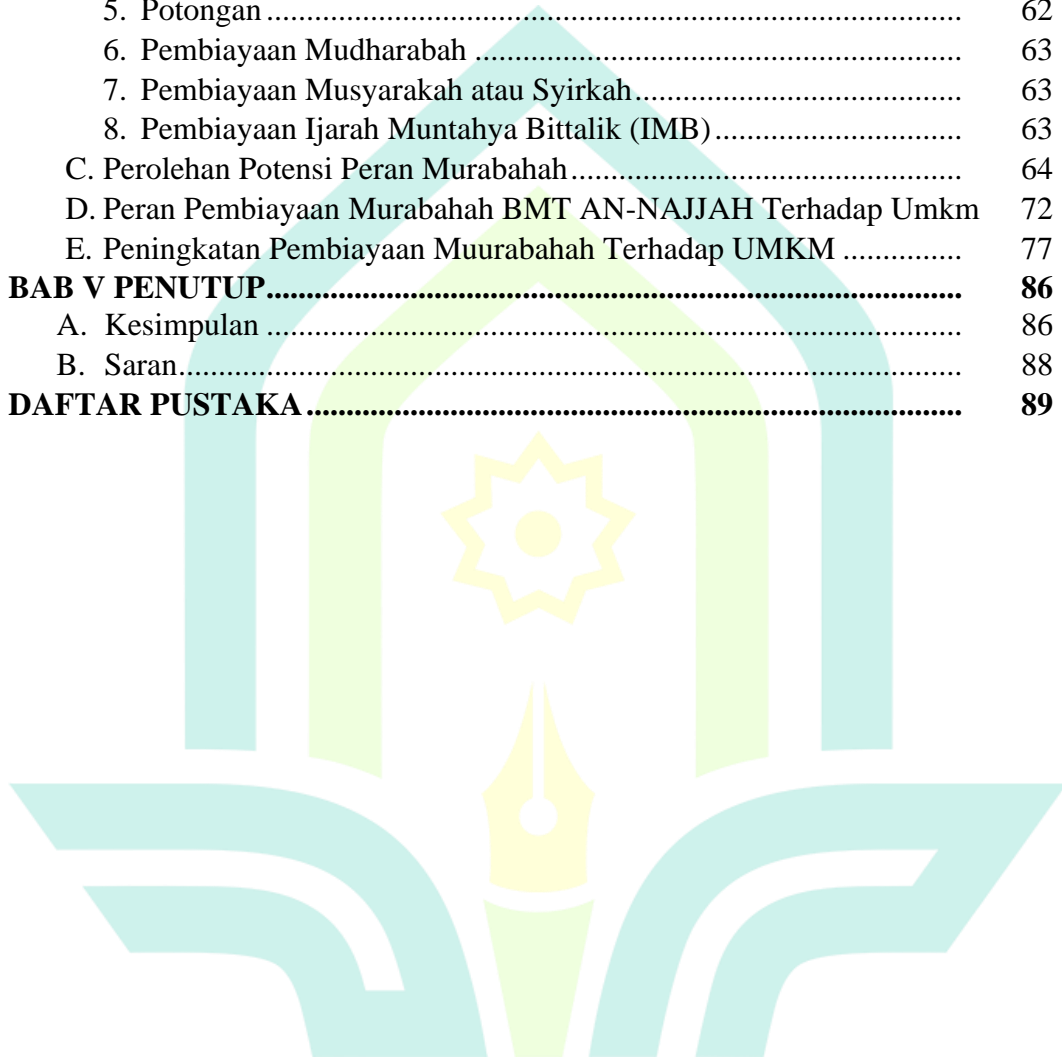 5. Potongan ........................................................................ 62
6. Pembiayaan Mudharabah ........................................................................ 63
7. Pembiayaan Musyarakah atau Syirkah ................................................ 63
8. Pembiayaan Ijarah Muntahya Bittalik (IMB) .................................... 63
C. Perolehan Potensi Peran Murabahah ........................................................ 64
D. Peran Pembiayaan Murabahah BMT AN-NAJJAH Terhadap Umkm 72
E. Peningkatan Pembiayaan Muurabahah Terhadap UMKM ............... 77
BAB V PENUTUP ........................................................................ 86
A. Kesimpulan ........................................................................ 86
B. Saran ........................................................................ 88
DAFTAR PUSTAKA ........................................................................ 89